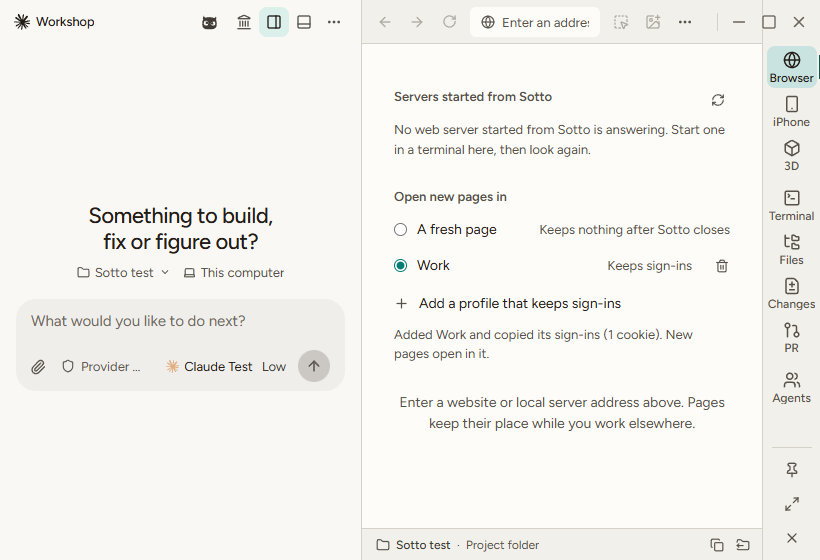 Workshop
Enter an addres
Servers started from Sotto
No web server started from Sotto is answering. Start one
in a terminal here, then look again.
Open new pages in
A fresh page
Keeps nothing after Sotto closes
Work
Keeps sign-ins
Add a profile that keeps sign-ins
Added Work and copied its sign-ins (1 cookie). New
pages open in it.
Enter a website or local server address above. Pages
keep their place while you work elsewhere.
Something to build,
fix or figure out?
Sotto test
This computer
What would you like to do next?
Provider ...
Claude Test Low
Browser
iPhone
3D
Terminal
Files
Changes
PR
Agents
Sotto test · Project folder